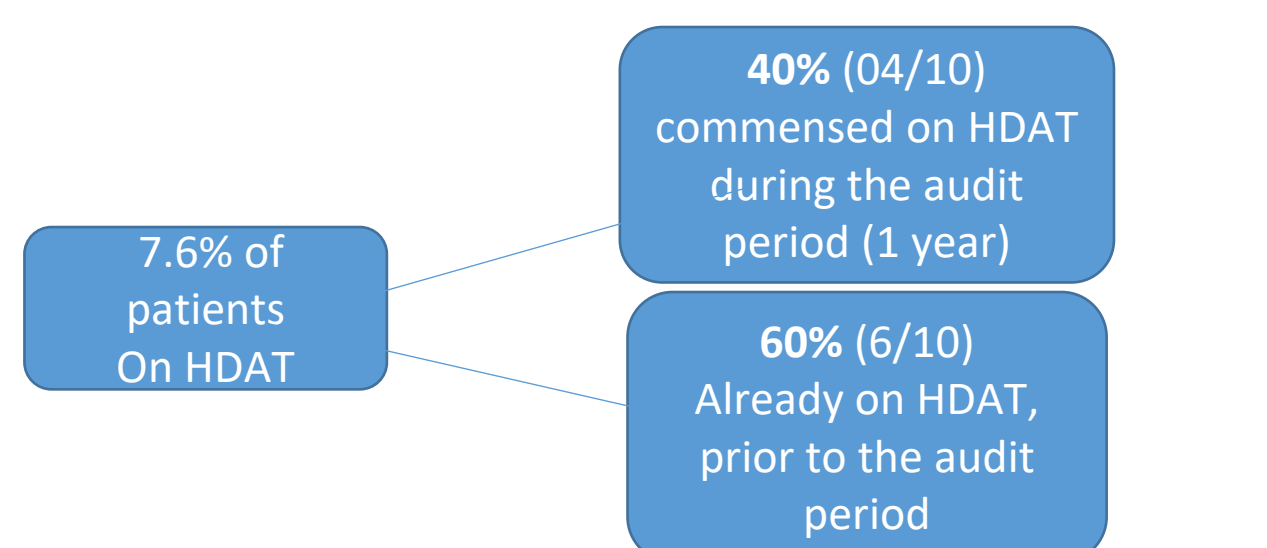 7.6% of
patients
On HDAT
40% (04/10)
commensed on HDAT
during the audit
period (1 year)
60% (6/10)
Already on HDAT,
prior to the audit
period